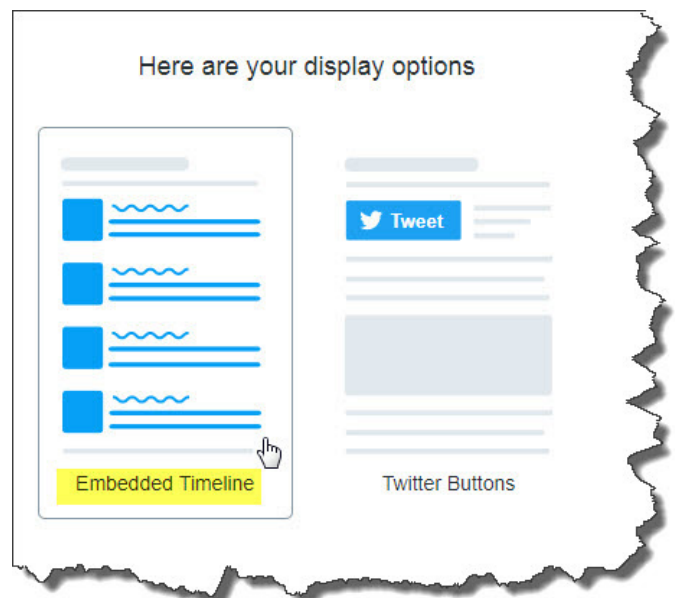 Here are your display options
Tweet
Embedded Timeline
Twitter Buttons